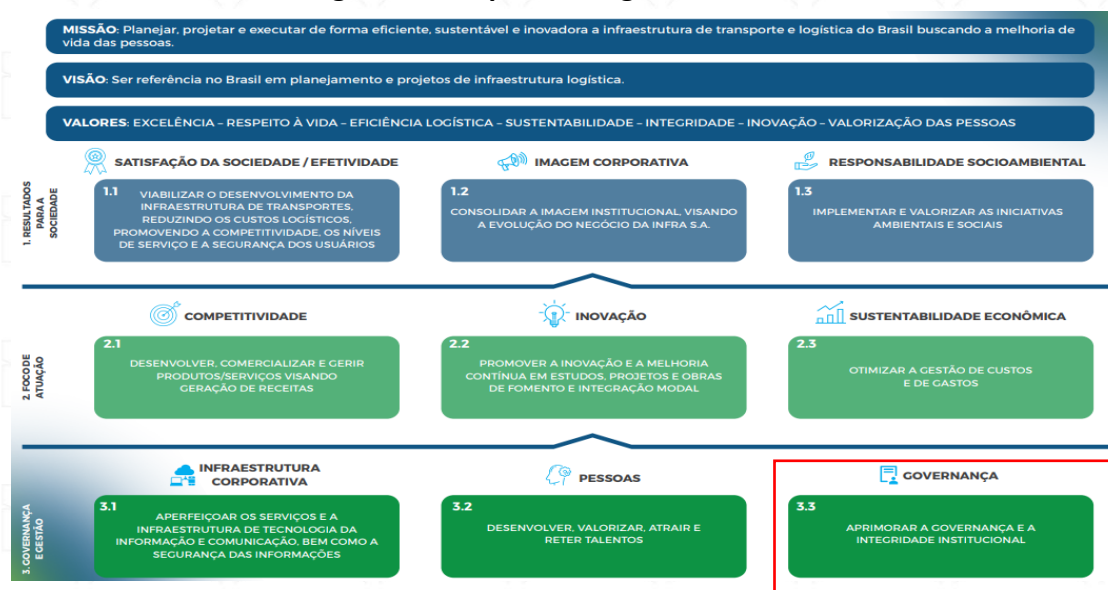 MISSÃO: Planejar, projetar e executar de forma eficiente, sustentável e inovadora a infraestrutura de transporte e logística do Brasil buscando a melhoria de
vida das pessoas.
VISÃO: Ser referência no Brasil em planejamento e projetos de infraestrutura logística.
VALORES: EXCELÊNCIA – RESPEITO À VIDA – EFICIÊNCIA LOGÍSTICA – SUSTENTABILIDADE – INTEGRIDADE – INOVAÇÃO – VALORIZAÇÃO DAS PESSOAS
1. RESULTADOS
PARA A
SOCIEDADE
SATISFAÇÃO DA SOCIEDADE / EFETIVIDADE
1.1
VIABILIZAR O DESENVOLVIMENTO DA
INFRAESTRUTURA DE TRANSPORTES,
REDUZINDO OS CUSTOS LOGÍSTICOS,
PROMOVENDO A COMPETITIVIDADE, OS NÍVEIS
DE SERVIÇO E A SEGURANÇA DOS USUÁRIOS
IMAGEM CORPORATIVA
1.2
CONSOLIDAR A IMAGEM INSTITUCIONAL, VISANDO
A EVOLUÇÃO DO NEGÓCIO DA INFRA S.A.
RESPONSABILIDADE SOCIOAMBIENTAL
1.3
IMPLEMENTAR E VALORIZAR AS INICIATIVAS
AMBIENTAIS E SOCIAIS
2. FOCO DE
ATUAÇÃO
COMPETITIVIDADE
2.1
DESENVOLVER, COMERCIALIZAR E GERIR
PRODUTOS/SERVIÇOS VISANDO
GERAÇÃO DE RECEITAS
INOVAÇÃO
2.2
PROMOVER A INOVAÇÃO E A MELHORIA
CONTÍNUA EM ESTUDOS, PROJETOS E OBRAS
DE FOMENTO E INTEGRAÇÃO MODAL
SUSTENTABILIDADE ECONÔMICA
2.3
OTIMIZAR A GESTÃO DE CUSTOS
E DE GASTOS
3. GOVERNANÇA
E GESTÃO
INFRAESTRUTURA
CORPORATIVA
3.1
APERFEIÇOAR OS SERVIÇOS E A
INFRAESTRUTURA DE TECNOLOGIA DA
INFORMAÇÃO E COMUNICAÇÃO, BEM COMO A
SEGURANÇA DAS INFORMAÇÕES
PESSOAS
3.2
DESENVOLVER, VALORIZAR, ATRAIR E
RETER TALENTOS
GOVERNANÇA
3.3
APRIMORAR A GOVERNANÇA E A
INTEGRIDADE INSTITUCIONAL